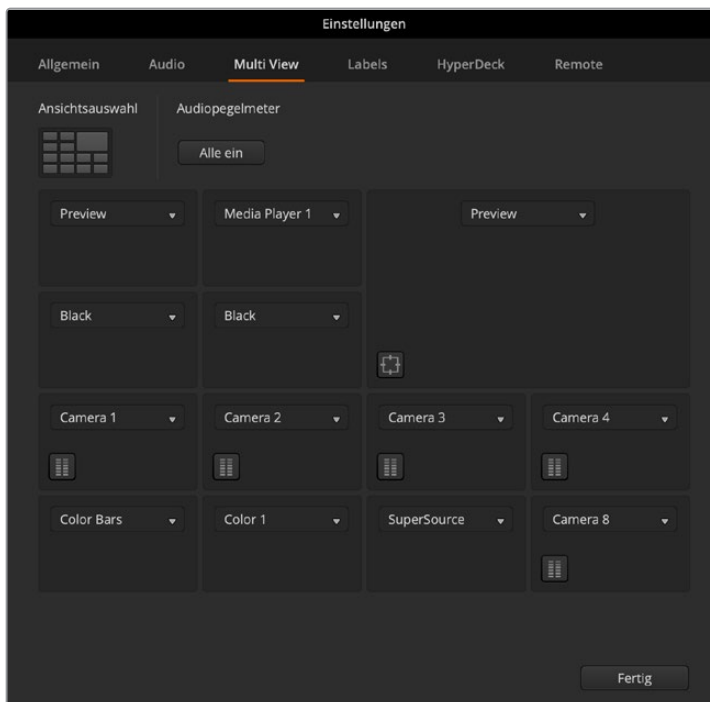 Einstellungen
Allgemein Audio Multi View Labels HyperDeck Remote
Ansichtsauswahl Audiopegelmeter
Alle ein
Preview Media Player 1 Preview
Black Black
Camera 1 Camera 2 Camera 3 Camera 4
Color Bars Color 1 SuperSource Camera 8
Fertig